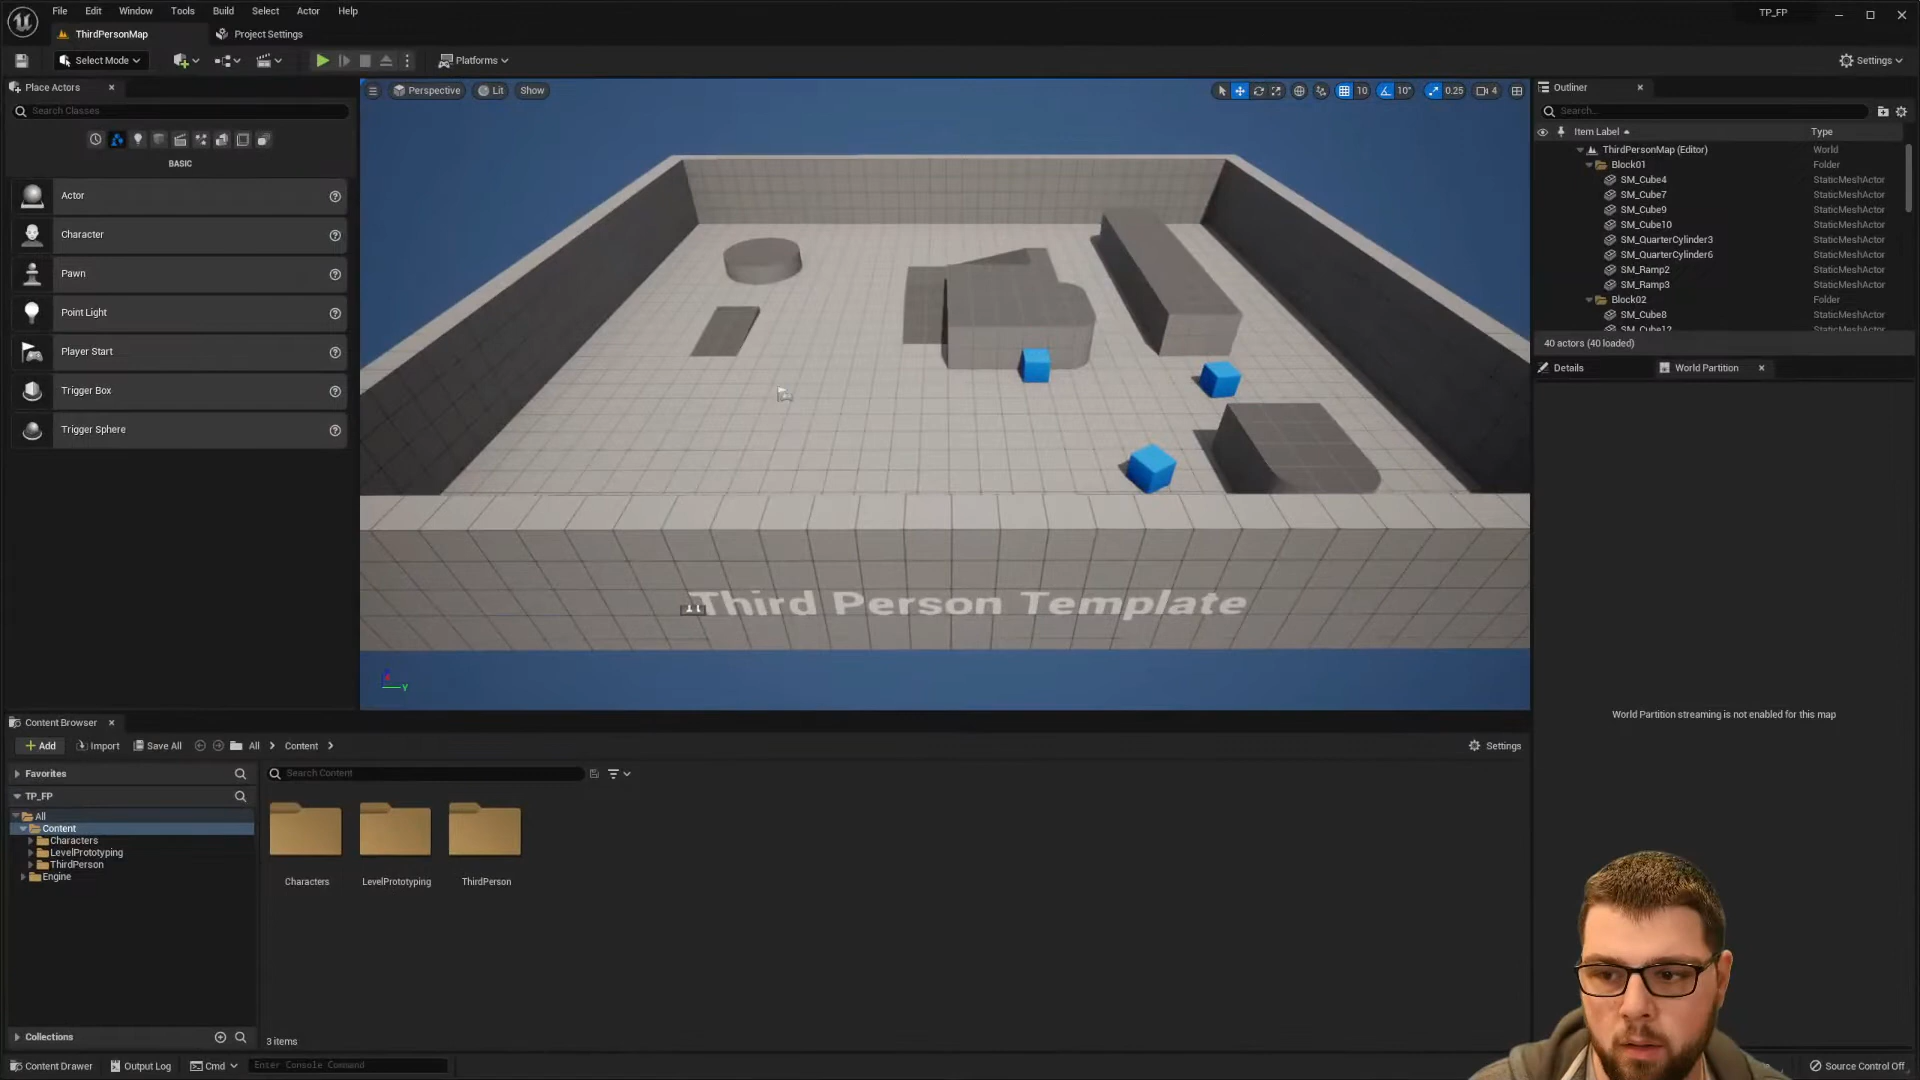 File Edit Window Tools Build Select Actor Help
TP_FP
ThirdPersonMap
Project Settings
Select Mode
Platforms
Settings
Place Actors
Search Classes
BASIC
Actor
Character
Pawn
Point Light
Player Start
Trigger Box
Trigger Sphere
Perspective
Lit
Show
10
10°
0.25
4
Third Person Template
Y
Outliner
Search...
Item Label
Type
ThirdPersonMap (Editor) World
Block01 Folder
SM_Cube4 StaticMeshActor
SM_Cube7 StaticMeshActor
SM_Cube9 StaticMeshActor
SM_Cube10 StaticMeshActor
SM_QuarterCylinder3 StaticMeshActor
SM_QuarterCylinder6 StaticMeshActor
SM_Ramp2 StaticMeshActor
SM_Ramp3 StaticMeshActor
Block02 Folder
SM_Cube8 StaticMeshActor
SM_Cube12 StaticMeshActor
40 actors (40 loaded)
Details
World Partition
World Partition streaming is not enabled for this map
Content Browser
Add
Import
Save All
All
Content
Settings
Favorites
TP_FP
All
Content
Characters
LevelPrototyping
ThirdPerson
Engine
Collections
Search Content
Characters
LevelPrototyping
ThirdPerson
3 items
Content Drawer
Output Log
Cmd
Enter Console Command
Source Control Off